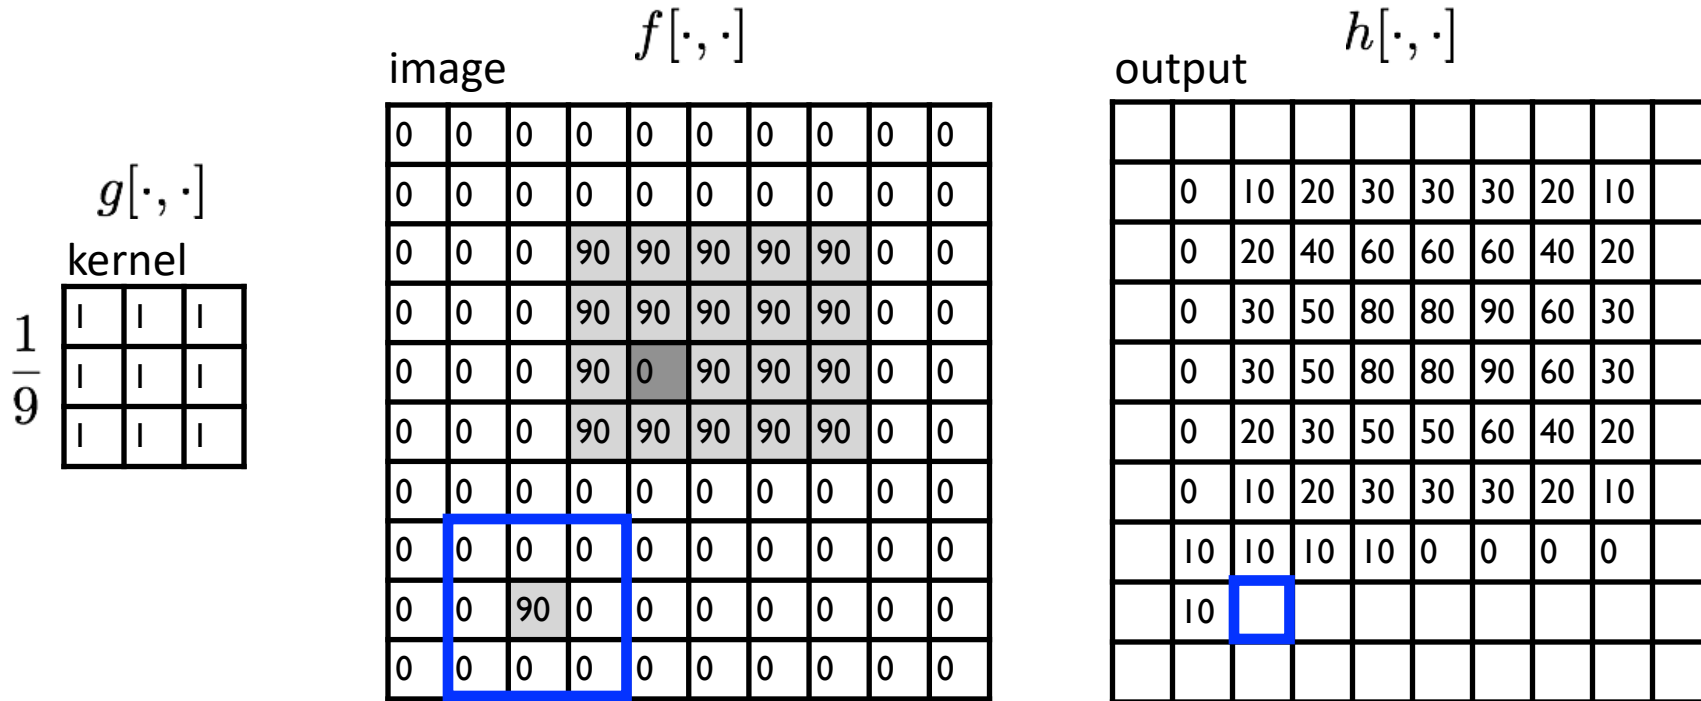 f[·, ·]
h[·, ·]
image
output
g[·, ·]
kernel
1/9
1 1 1
1 1 1
1 1 1
0 0 0 0 0 0 0 0 0 0
0 0 0 0 0 0 0 0 0 0
0 0 0 90 90 90 90 90 0 0
0 0 0 90 90 90 90 90 0 0
0 0 0 90 0 90 90 90 0 0
0 0 0 90 90 90 90 90 0 0
0 0 0 0 0 0 0 0 0 0
0 0 0 0 0 0 0 0 0 0
0 0 90 0 0 0 0 0 0 0
0 0 0 0 0 0 0 0 0 0
0 10 20 30 30 30 20 10
0 20 40 60 60 60 40 20
0 30 50 80 80 90 60 30
0 30 50 80 80 90 60 30
0 20 30 50 50 60 40 20
0 10 20 30 30 30 20 10
10 10 10 10 0 0 0 0
10